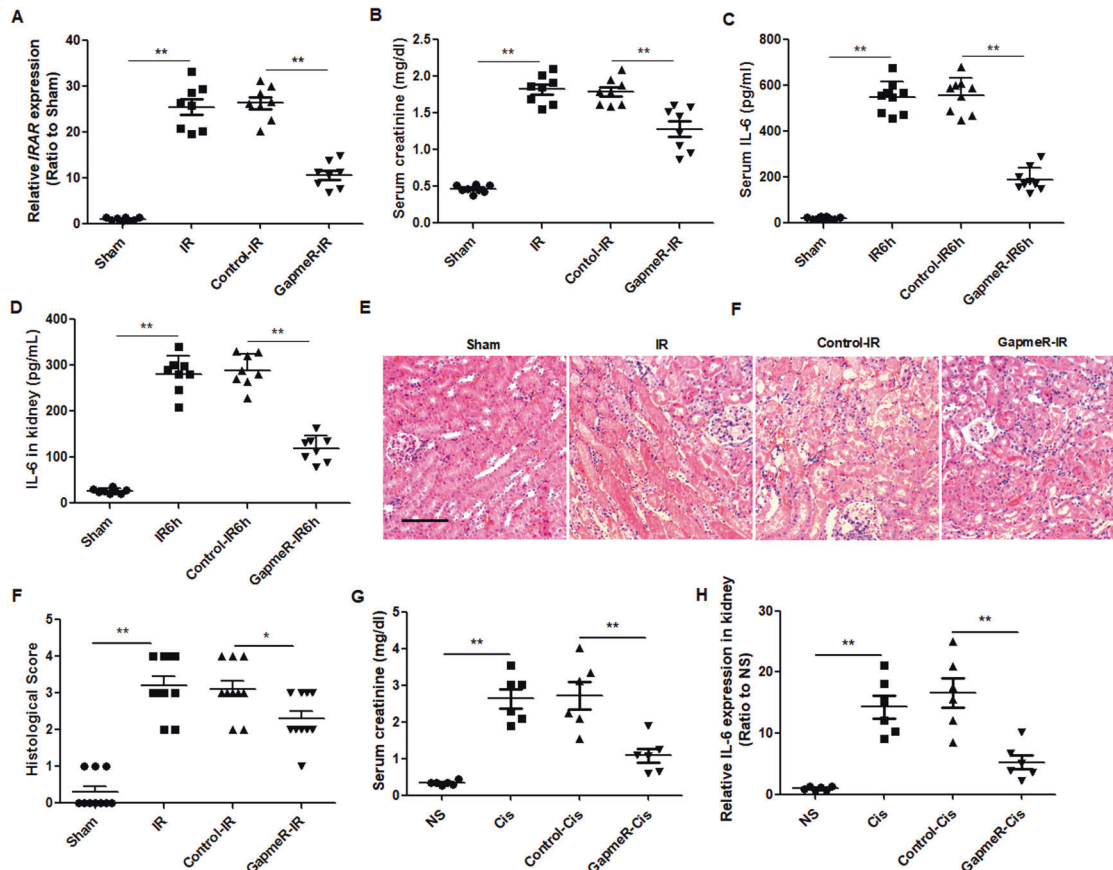 A
Relative IRAR expression
(Ratio to Sham)
40
30
20
10
0
**
**
Sham
IR
Control-IR
GapmeR-IR
B
Serum creatinine (mg/dl)
2.5
2.0
1.5
1.0
0.5
0.0
**
**
Sham
IR
Contol-IR
GapmeR-IR
C
Serum IL-6 (pg/ml)
800
600
400
200
0
**
**
Sham
IR6h
Control-IR6h
GapmeR-IR6h
D
IL-6 in kidney (pg/mL)
400
300
200
100
0
**
**
Sham
IR6h
Control-IR6h
GapmeR-IR6h
E
F
Sham
IR
Control-IR
GapmeR-IR
F
Histological Score
5
4
3
2
1
0
**
*
Sham
IR
Control-IR
GapmeR-IR
G
Serum creatinine (mg/dl)
5
4
3
2
1
0
**
**
NS
Cis
Control-Cis
GapmeR-Cis
H
Relative IL-6 expression in kidney
(Ratio to NS)
30
20
10
0
**
**
NS
Cis
Control-Cis
GapmeR-Cis